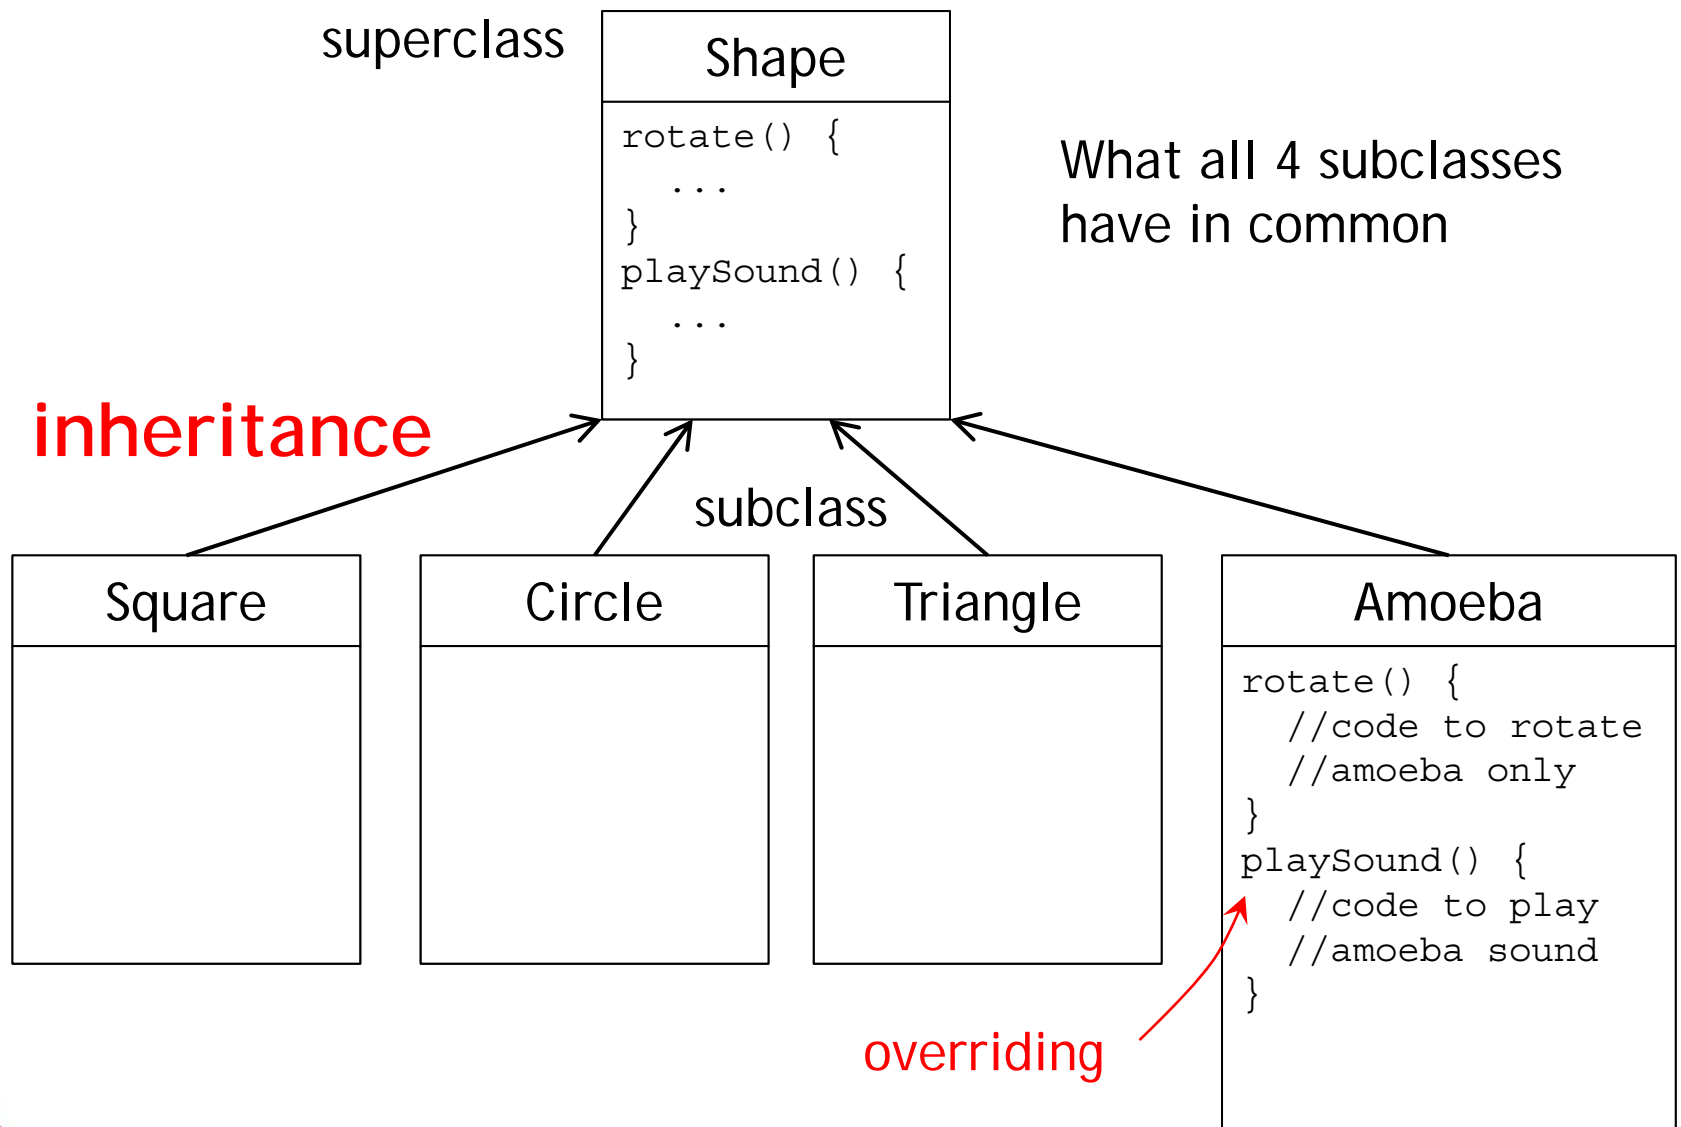 superclass
Shape
rotate() {
...
}
playSound() {
...
}
What all 4 subclasses
have in common
inheritance
subclass
Square
Circle
Triangle
Amoeba
rotate() {
//code to rotate
//amoeba only
}
playSound() {
//code to play
//amoeba sound
}
overriding